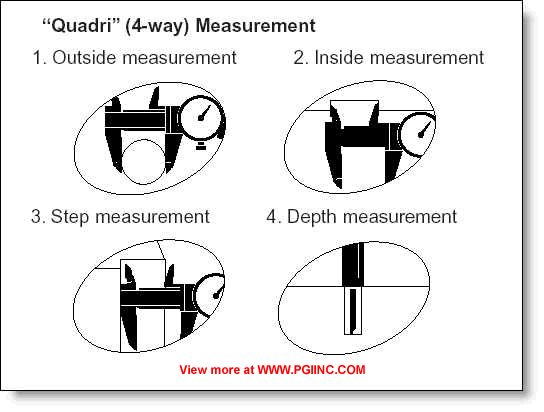 “Quadri” (4-way) Measurement
1. Outside measurement
2. Inside measurement
3. Step measurement
4. Depth measurement
View more at WWW.PGIINC.COM